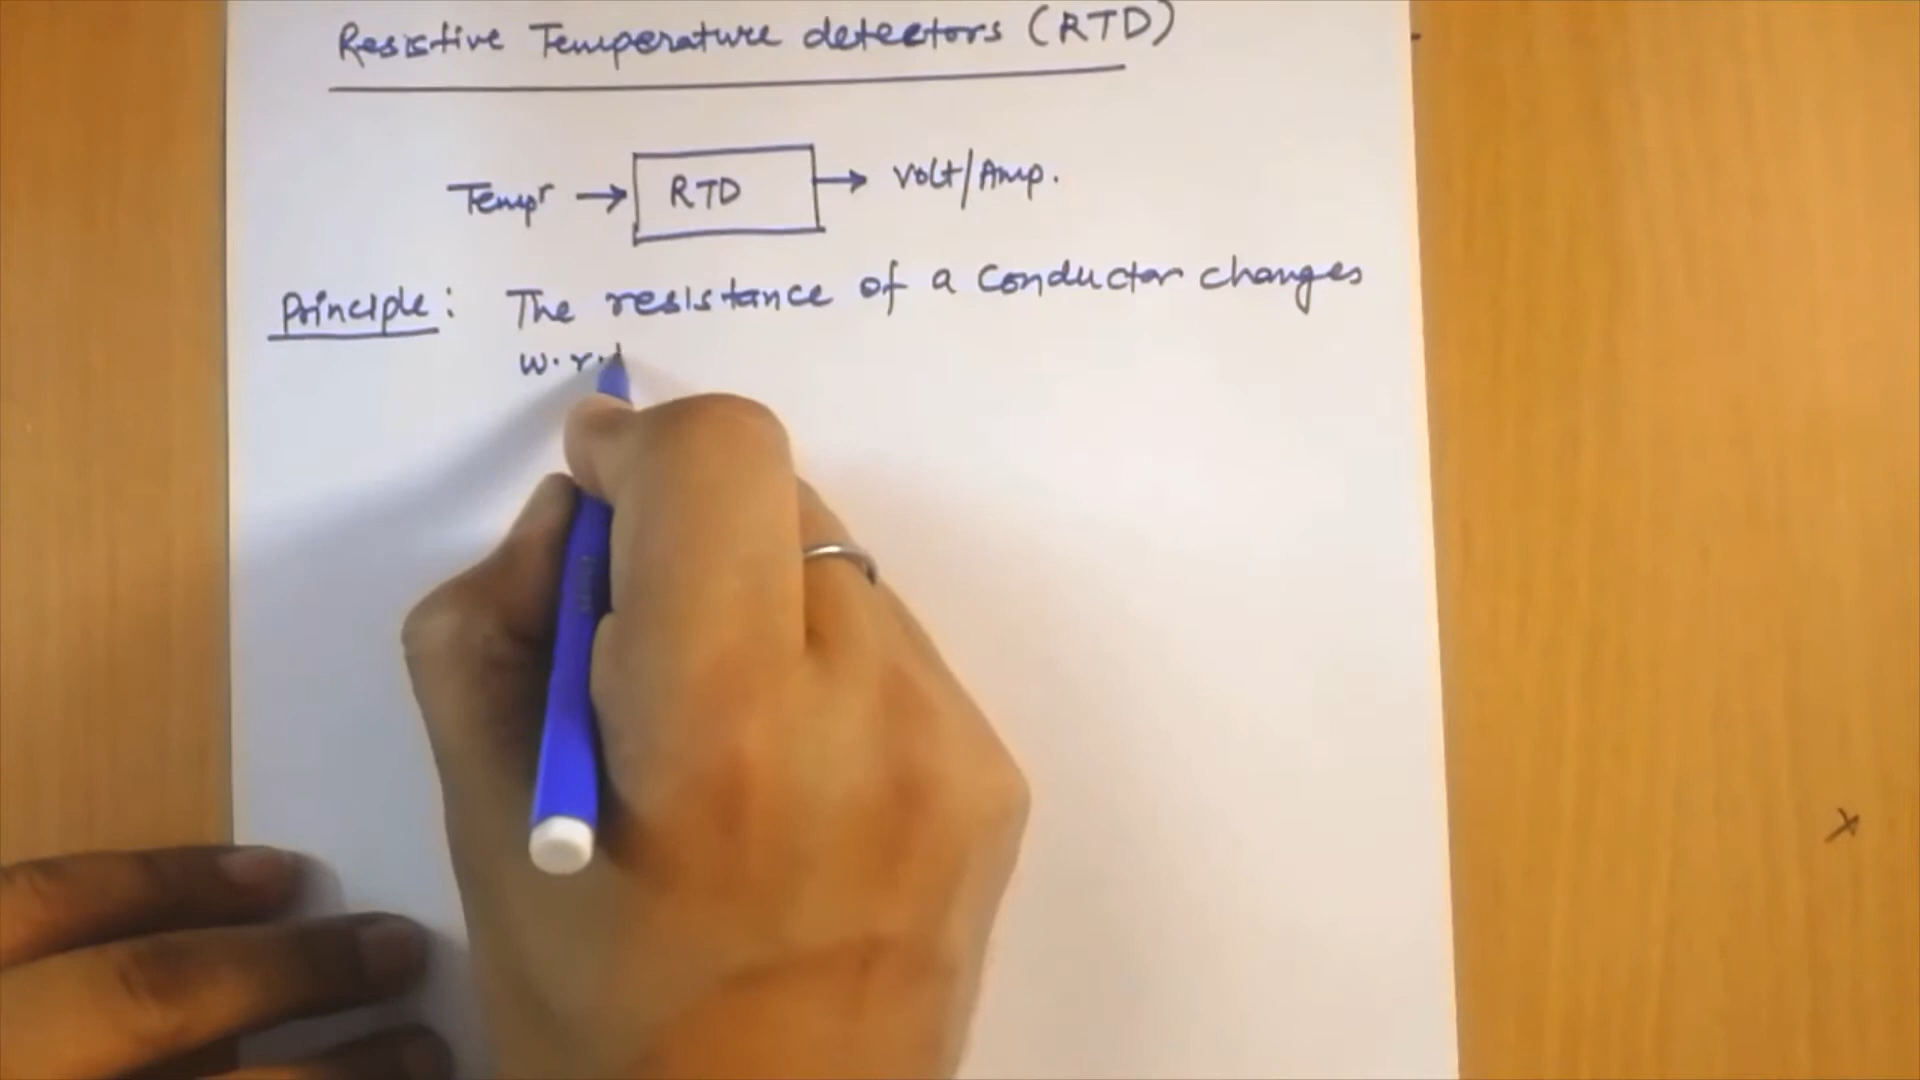 Resistive Temperature detectors (RTD)
Tempr → RTD → Volt/Amp.
Principle: The resistance of a conductor changes
w.r.t